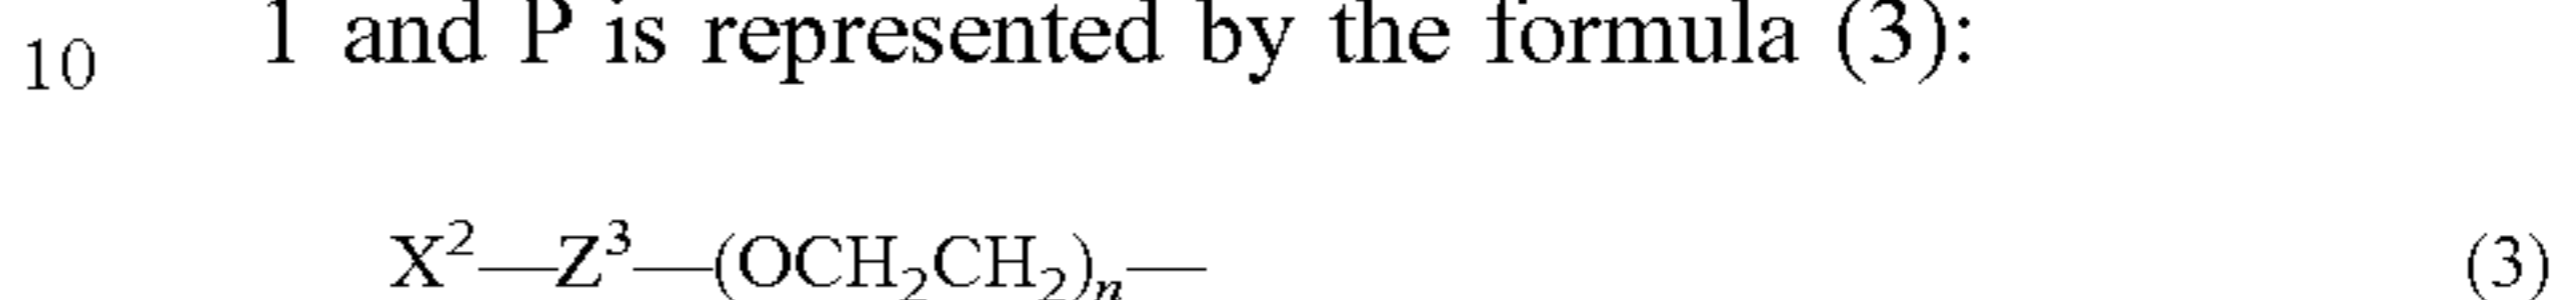 10 1 and P is represented by the formula (3):
X²—Z³—(OCH₂CH₂)ₙ— (3)